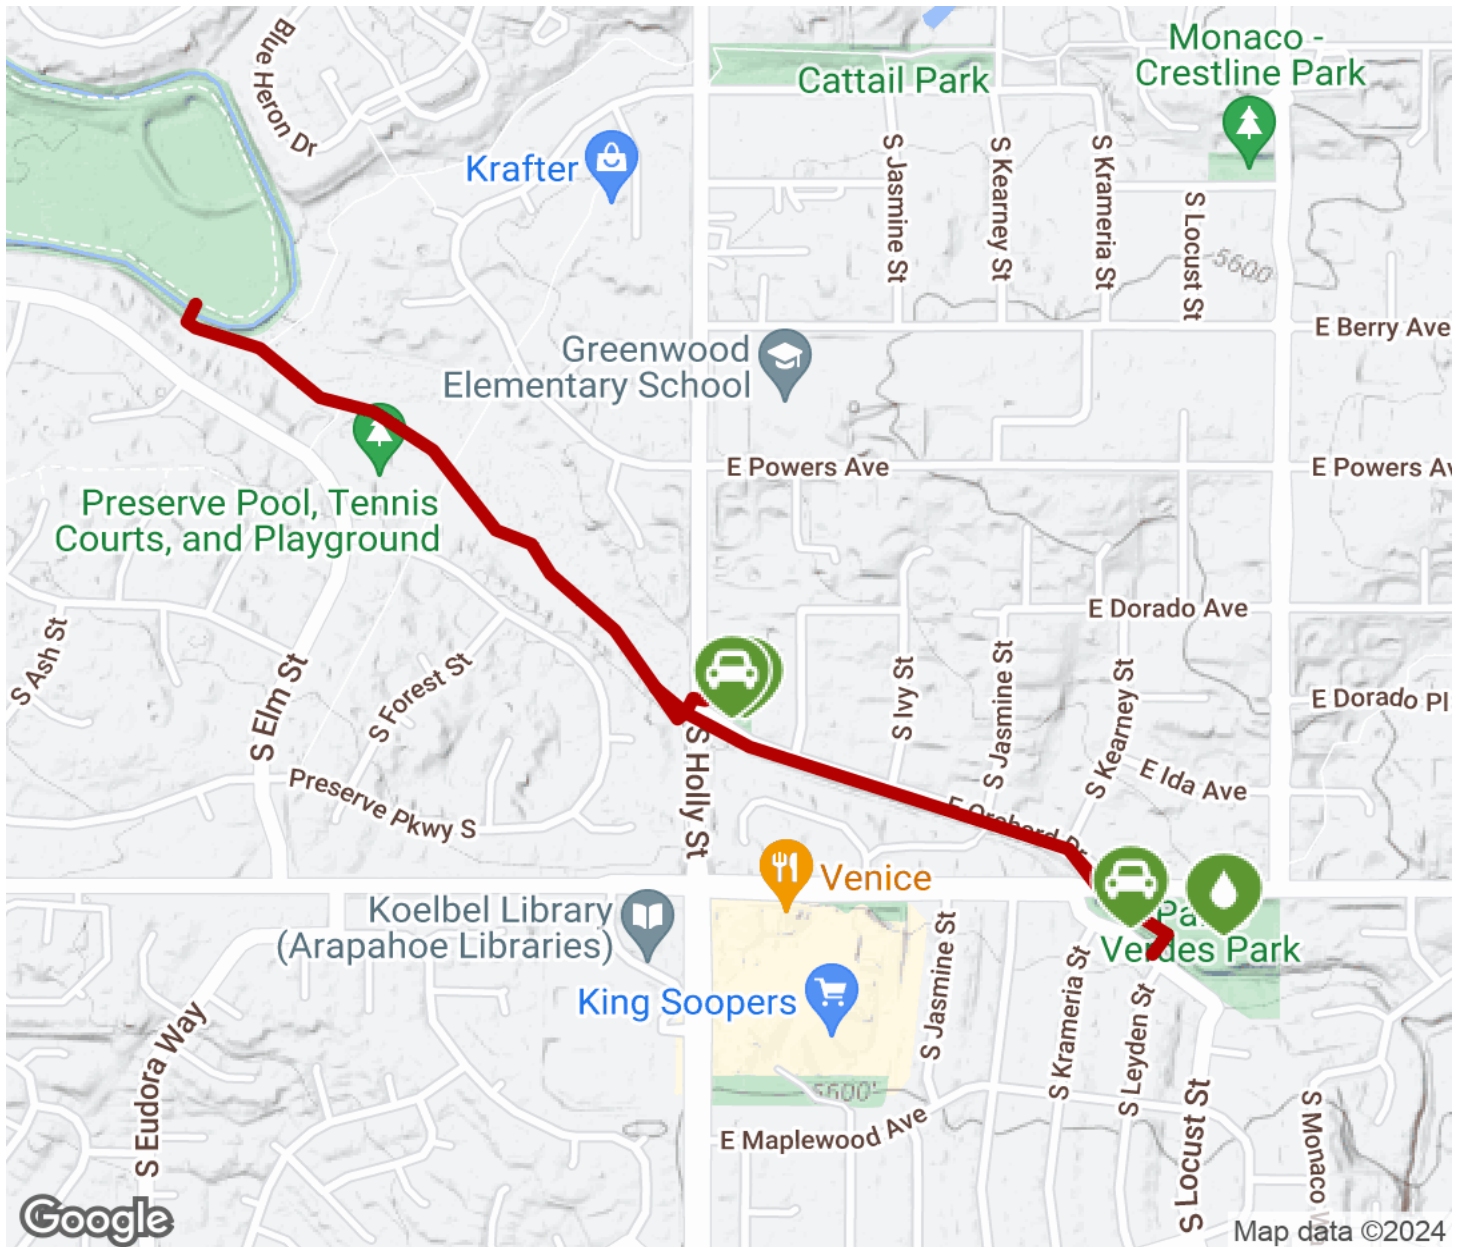 Blue Heron Dr
Monaco -
Crestline Park
Cattail Park
Krafter
S Jasmine St
S Kearney St
S Krameria St
S Locust St
5600
E Berry Ave
Greenwood
Elementary School
E Powers Ave
E Powers Av
Preserve Pool, Tennis
Courts, and Playground
E Dorado Ave
S Ash St
S Elm St
S Forest St
S Ivy St
S Jasmine St
S Kearney St
E Dorado Pl
E Ida Ave
Preserve Pkwy S
S Holly St
E Orchard Dr
Venice
Koelbel Library
(Arapahoe Libraries)
Verdes Park
King Soopers
S Jasmine St
S Krameria St
S Leyden St
S Eudora Way
5600'
E Maplewood Ave
S Locust St
S Monaco
Google
Map data ©2024